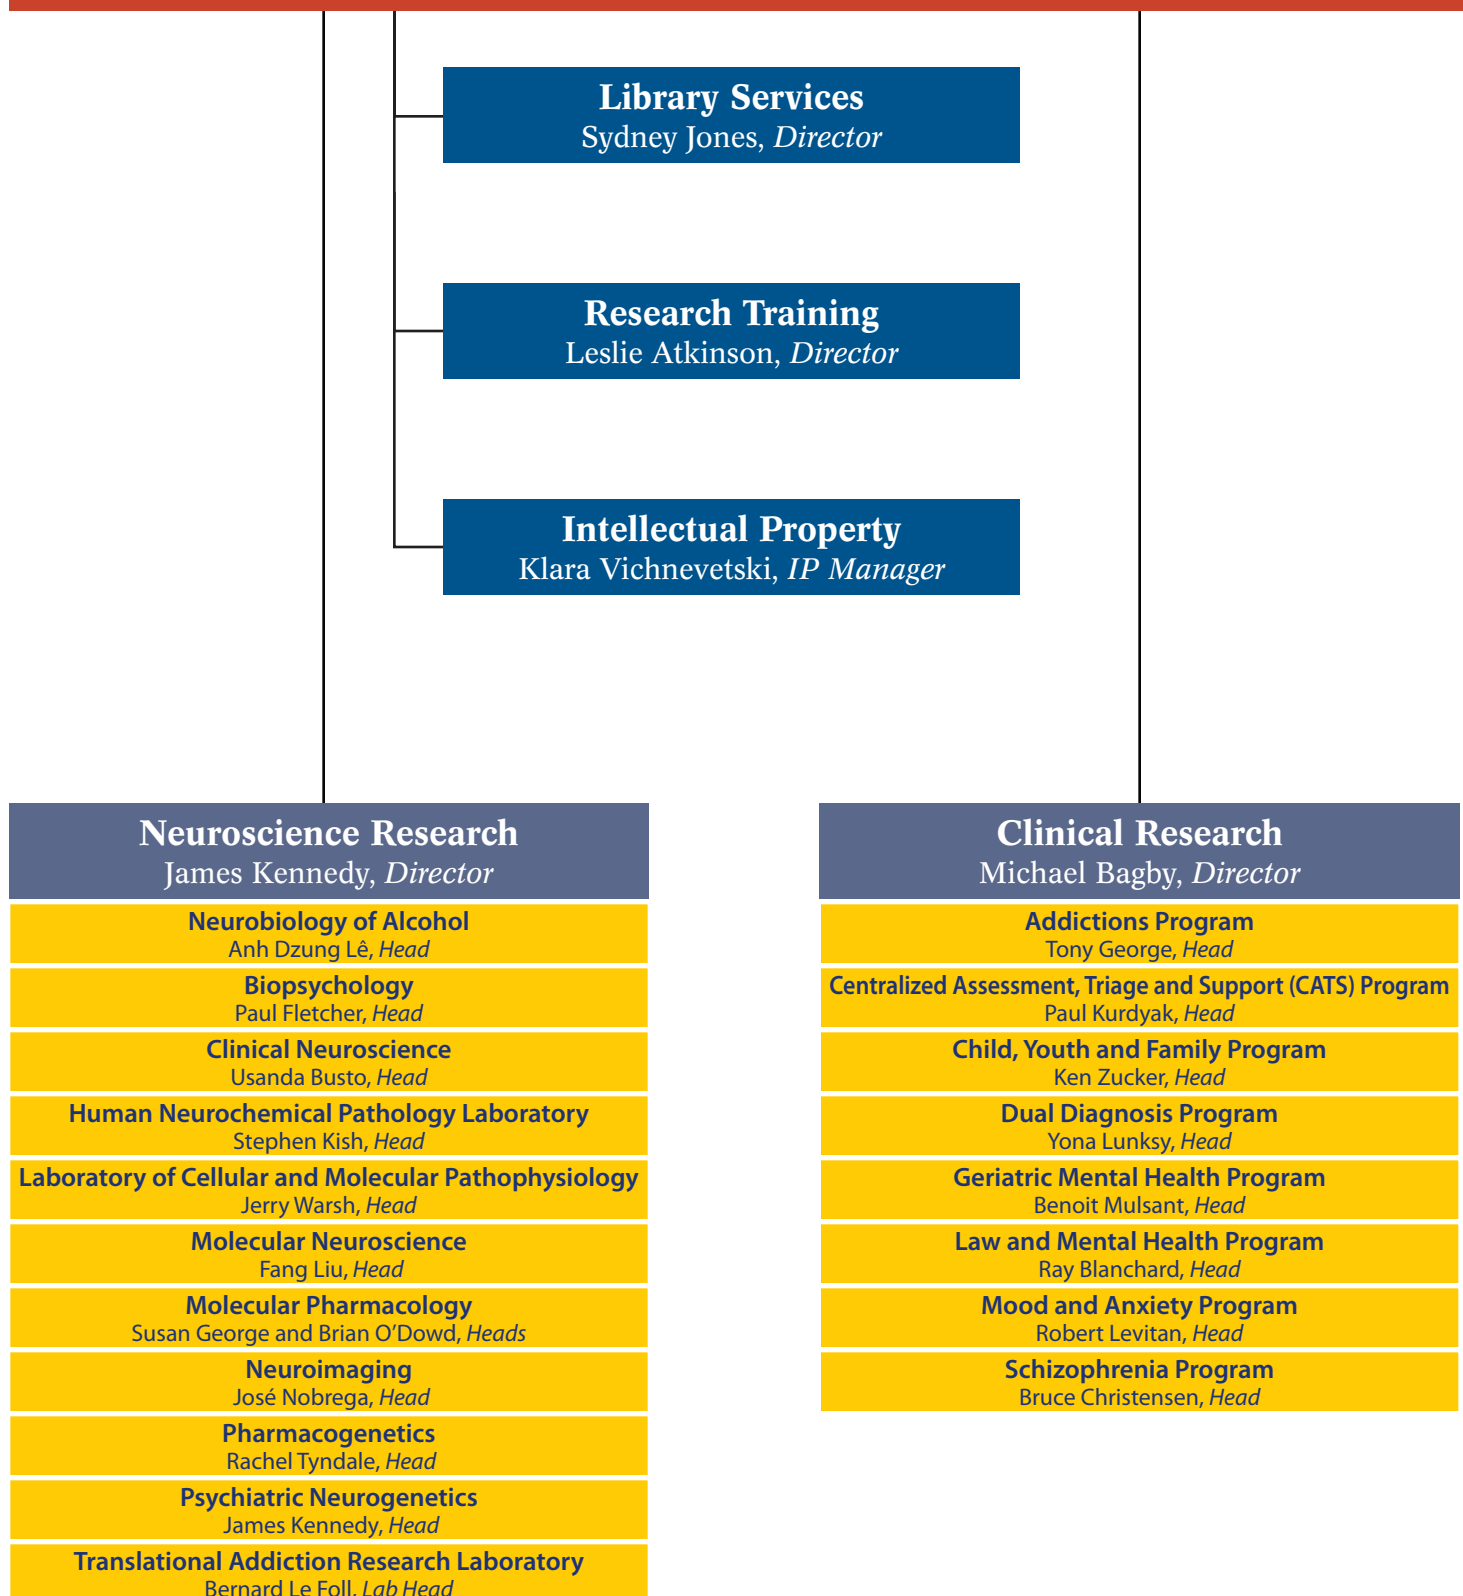 Library Services
Sydney Jones, Director
Research Training
Leslie Atkinson, Director
Intellectual Property
Klara Vichnevetski, IP Manager
Neuroscience Research
James Kennedy, Director
Neurobiology of Alcohol
Anh Dzung Lê, Head
Biopsychology
Paul Fletcher, Head
Clinical Neuroscience
Usanda Busto, Head
Human Neurochemical Pathology Laboratory
Stephen Kish, Head
Laboratory of Cellular and Molecular Pathophysiology
Jerry Warsh, Head
Molecular Neuroscience
Fang Liu, Head
Molecular Pharmacology
Susan George and Brian O’Dowd, Heads
Neuroimaging
José Nobrega, Head
Pharmacogenetics
Rachel Tyndale, Head
Psychiatric Neurogenetics
James Kennedy, Head
Translational Addiction Research Laboratory
Bernard Le Foll, Lab Head
Clinical Research
Michael Bagby, Director
Addictions Program
Tony George, Head
Centralized Assessment, Triage and Support (CATS) Program
Paul Kurdyak, Head
Child, Youth and Family Program
Ken Zucker, Head
Dual Diagnosis Program
Yona Lunksy, Head
Geriatric Mental Health Program
Benoit Mulsant, Head
Law and Mental Health Program
Ray Blanchard, Head
Mood and Anxiety Program
Robert Levitan, Head
Schizophrenia Program
Bruce Christensen, Head